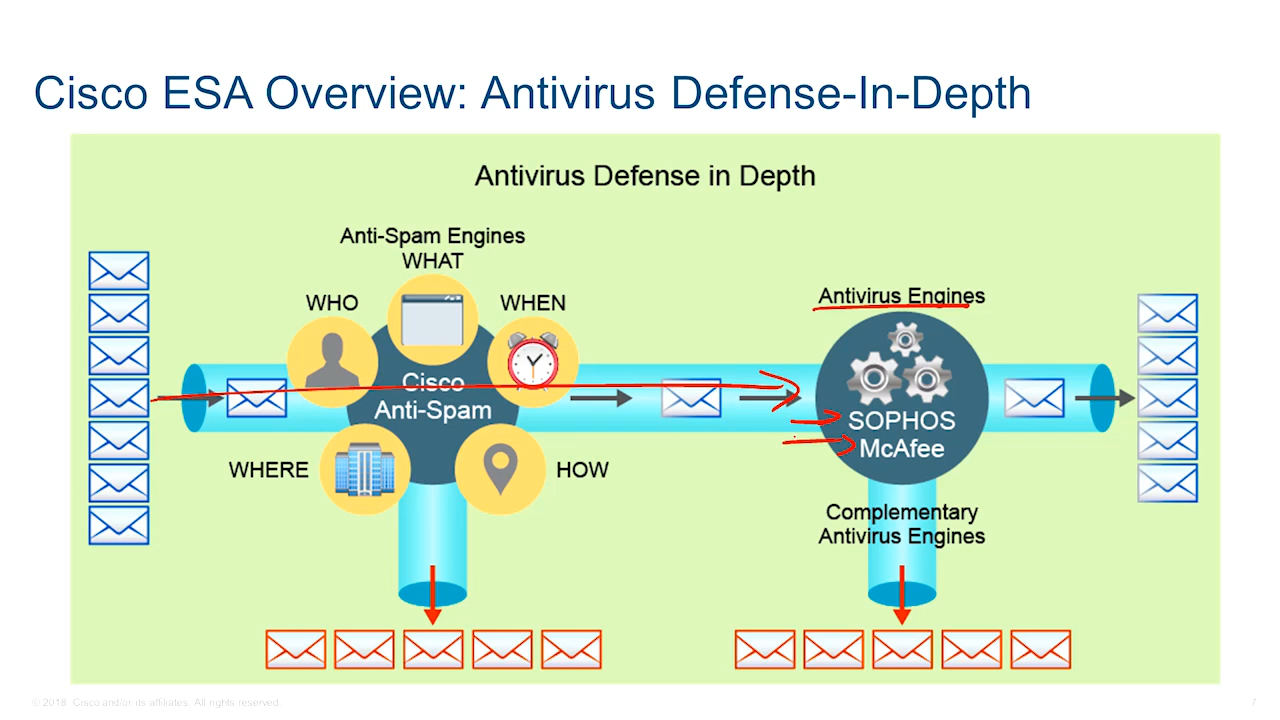 Cisco ESA Overview: Antivirus Defense-In-Depth
Antivirus Defense in Depth
Anti-Spam Engines
WHAT
WHO
WHEN
Cisco
Anti-Spam
WHERE
HOW
Antivirus Engines
SOPHOS
McAfee
Complementary
Antivirus Engines
© 2018 Cisco and/or its affiliates. All rights reserved.
7